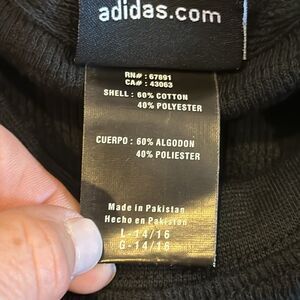 adidas.com
RN# : 67891
CA# : 43063
SHELL : 60% COTTON
40% POLYESTER
CUERPO : 60% ALGODON
40% POLIESTER
Made in Pakistan
Hecho en Pakistan
L-14/16
G-14/16